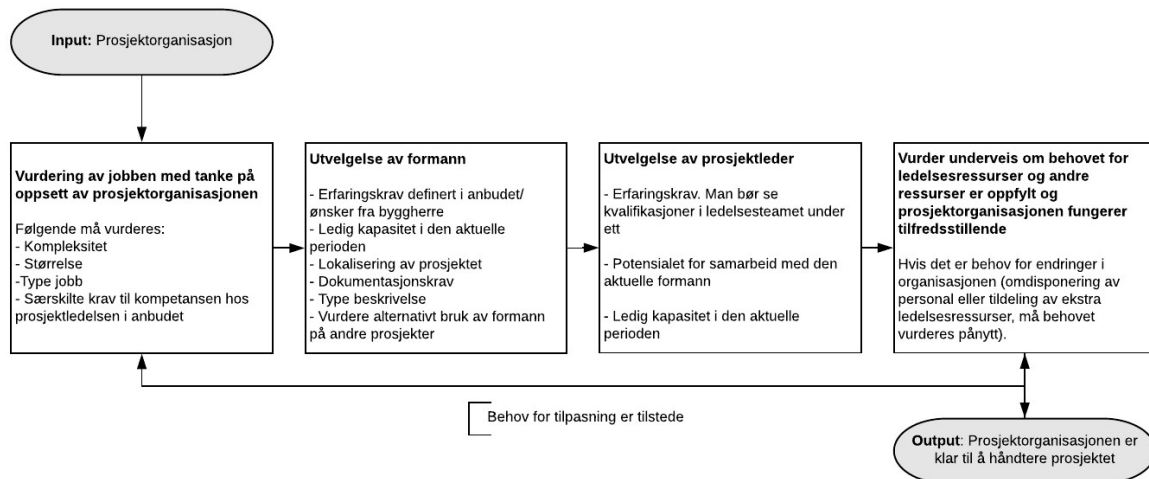 Input: Prosjektorganisasjon
Vurdering av jobben med tanke på
oppsett av prosjektorganisasjonen
Følgende må vurderes:
- Kompleksitet
- Størrelse
-Type jobb
- Særskilte krav til kompetansen hos
prosjektledelsen i anbudet
Utvelgelse av formann
- Erfaringskrav definert i anbudet/
ønsker fra byggherre
- Ledig kapasitet i den aktuelle
perioden
- Lokalisering av prosjektet
- Dokumentasjonskrav
- Type beskrivelse
- Vurdere alternativt bruk av formann
på andre prosjekter
Utvelgelse av prosjektleder
- Erfaringskrav. Man bør se
kvalifikasjoner i ledelsesteamet under
ett
- Potensialet for samarbeid med den
aktuelle formann
- Ledig kapasitet i den aktuelle
perioden
Vurder underveis om behovet for
ledelsesressurser og andre
ressurser er oppfylt og
prosjektorganisasjonen fungerer
tilfredsstillende
Hvis det er behov for endringer i
organisasjonen (omdisponering av
personal eller tildeling av ekstra
ledelsesressurser, må behovet
vurderes pånytt).
Behov for tilpasning er tilstede
Output: Prosjektorganisasjonen er
klar til å håndtere prosjektet